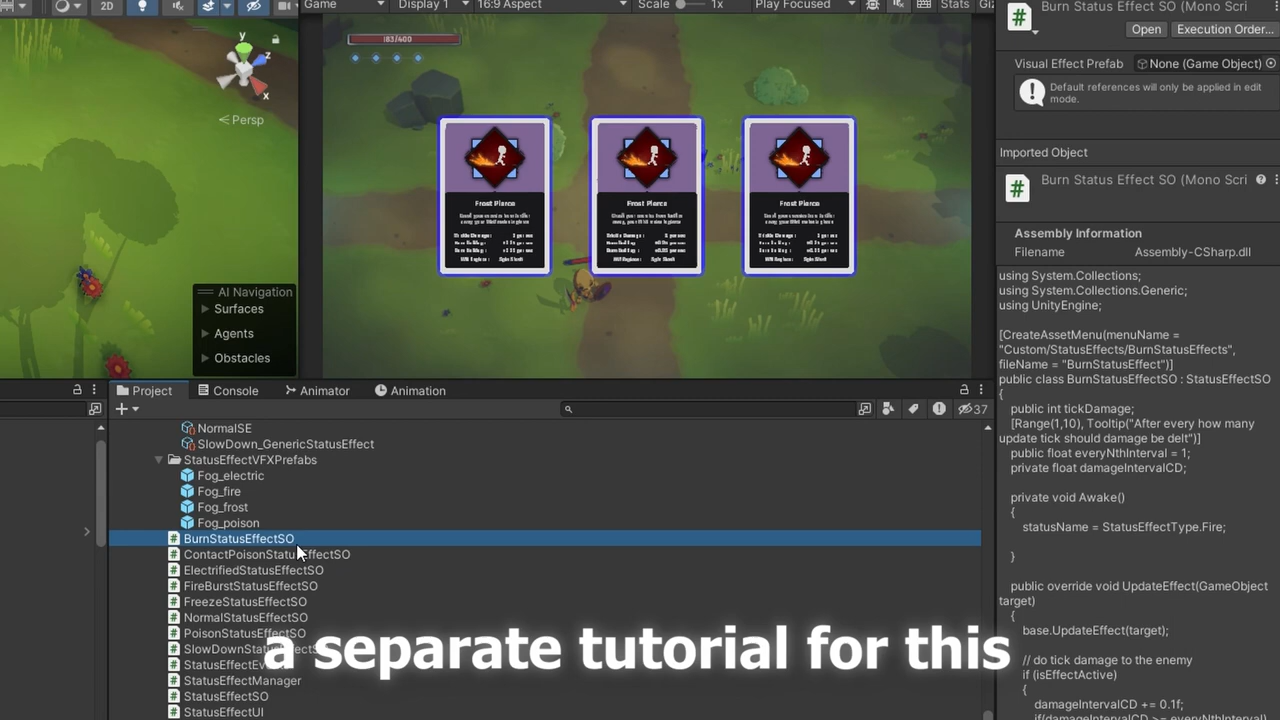 2D
Game
Display 1
16:9 Aspect
Scale
1x
Play Focused
Stats
Giz
y
z
x
Persp
AI Navigation
Surfaces
Agents
Obstacles
Frost Pierce
Frost Pierce
Frost Pierce
Burn Status Effect SO (Mono Scri
Open
Execution Order...
Visual Effect Prefab
None (Game Object)
Default references will only be applied in edit
mode.
Imported Object
Burn Status Effect SO (Mono Scri
Assembly Information
Filename
Assembly-CSharp.dll
using System.Collections;
using System.Collections.Generic;
using UnityEngine;
[CreateAssetMenu(menuName =
"Custom/StatusEffects/BurnStatusEffects",
fileName = "BurnStatusEffect")]
public class BurnStatusEffectSO : StatusEffectSO
{
public int tickDamage;
[Range(1,10), Tooltip("After every how many
update tick should damage be delt")]
public float everyNthInterval = 1;
private float damageIntervalCD;
private void Awake()
{
statusName = StatusEffectType.Fire;
}
public override void UpdateEffect(GameObject
target)
{
base.UpdateEffect(target);
// do tick damage to the enemy
if (isEffectActive)
{
damageIntervalCD += 0.1f;
if(damageIntervalCD >= everyNthInterval)
Project
Console
Animator
Animation
37
NormalSE
SlowDown_GenericStatusEffect
StatusEffectVFXPrefabs
Fog_electric
Fog_fire
Fog_frost
Fog_poison
BurnStatusEffectSO
ContactPoisonStatusEffectSO
ElectrifiedStatusEffectSO
FireBurstStatusEffectSO
FreezeStatusEffectSO
NormalStatusEffectSO
PoisonStatusEffectSO
StatusEffectManager
StatusEffectSO
StatusEffectUI
a separate tutorial for this